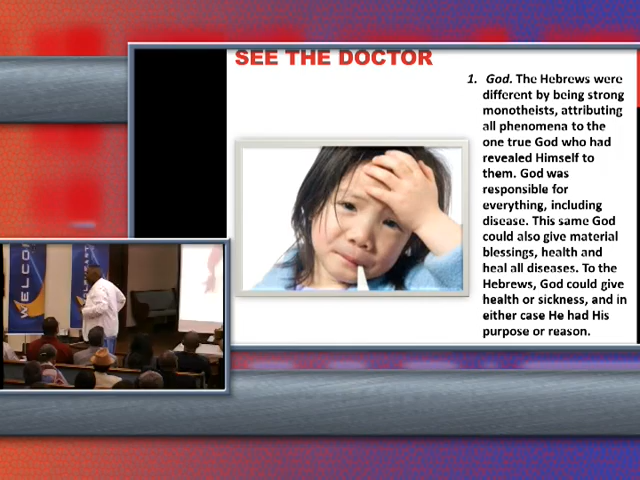 SEE THE DOCTOR
1. God. The Hebrews were
different by being strong
monotheists, attributing
all phenomena to the
one true God who had
revealed Himself to
them. God was
responsible for
everything, including
disease. This same God
could also give material
blessings, health and
heal all diseases. To the
Hebrews, God could give
health or sickness, and in
either case He had His
purpose or reason.
WELCO